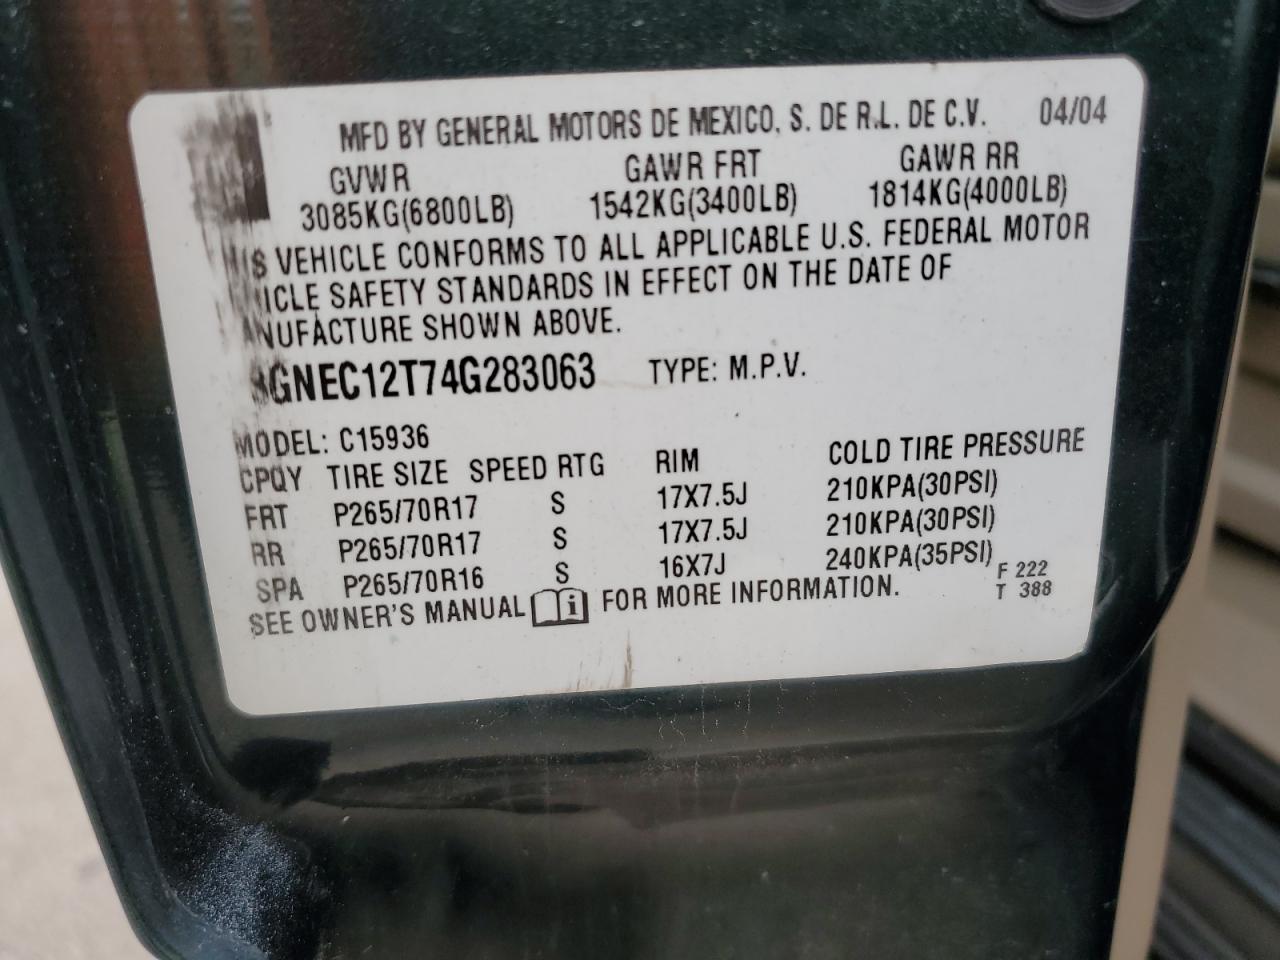 MFD BY GENERAL MOTORS DE MEXICO, S. DE R.L. DE C.V. 04/04
GVWR GAWR FRT GAWR RR
3085KG(6800LB) 1542KG(3400LB) 1814KG(4000LB)
VEHICLE CONFORMS TO ALL APPLICABLE U.S. FEDERAL MOTOR
SAFETY STANDARDS IN EFFECT ON THE DATE OF
SHOWN ABOVE.
3GNEC12T74G283063 TYPE: M.P.V.
MODEL: C15936
CPQY TIRE SIZE SPEED RTG RIM COLD TIRE PRESSURE
FRT P265/70R17 S 17X7.5J 210KPA(30PSI)
RR P265/70R17 S 17X7.5J 210KPA(30PSI)
SPA P265/70R16 S 16X7J 240KPA(35PSI)
SEE OWNER'S MANUAL i FOR MORE INFORMATION.
F 222
T 388